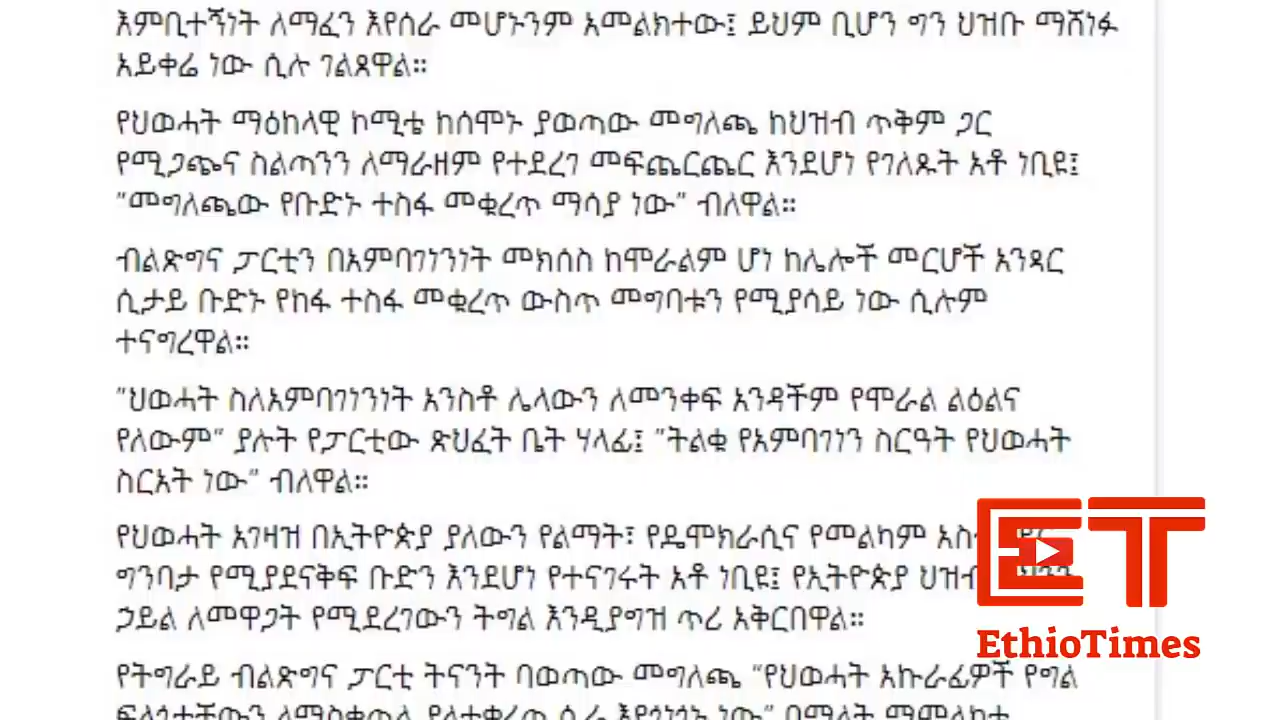 እምቢተኝነት ለማፈን እየሰራ መሆኑንም አመልክተው፤ ይህም ቢሆን ግን ህዝቡ ማሸነፉ
አይቀሬ ነው ሲሉ ገልጸዋል።
የህወሓት ማዕከላዊ ኮሚቴ ከሰሞኑ ያወጣው መግለጫ ከህዝብ ጥቅም ጋር
የሚጋጭና ስልጣንን ለማራዘም የተደረገ መፍጨርጨር እንደሆነ የገለጹት አቶ ነቢዩ፤
"መግለጫው የቡድኑ ተስፋ መቁረጥ ማሳያ ነው" ብለዋል።
ብልጽግና ፓርቲን በአምባገነንነት መክሰስ ከሞራልም ሆነ ከሌሎች መርሆች አንጻር
ሲታይ ቡድኑ የከፋ ተስፋ መቁረጥ ውስጥ መግባቱን የሚያሳይ ነው ሲሉም
ተናግረዋል።
"ህወሓት ስለአምባገነንነት አንስቶ ሌላውን ለመንቀፍ አንዳችም የሞራል ልዕልና
የለውም" ያሉት የፓርቲው ጽህፈት ቤት ሃላፊ፤ "ትልቁ የአምባገነን ስርዓት የህወሓት
ስርአት ነው" ብለዋል።
የህወሓት አገዛዝ በኢትዮጵያ ያለውን የልማት፣ የዴሞክራሲና የመልካም
ግንባታ የሚያደናቅፍ ቡድን እንደሆነ የተናገሩት አቶ ነቢዩ፤ የኢትዮጵያ
ኃይል ለመዋጋት የሚደረገውን ትግል እንዲያግዝ ጥሪ አቅርበዋል።
የትግራይ ብልጽግና ፓርቲ ትናንት ባወጣው መግለጫ "የህወሓት አኩራፊዎች የግል
ET
EthioTimes